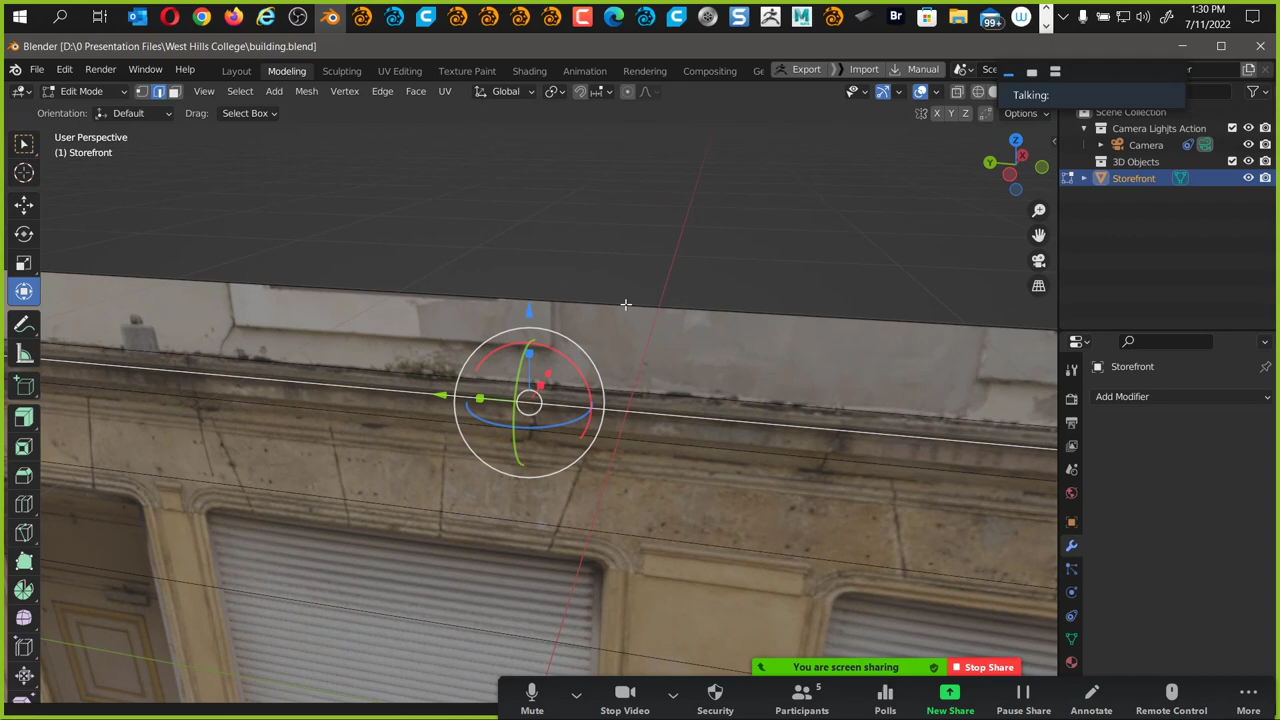 99+
1:30 PM
7/11/2022
Blender [D:\0 Presentation Files\West Hills College\building.blend]
File Edit Render Window Help Layout Modeling Sculpting UV Editing Texture Paint Shading Animation Rendering Compositing Ge Export Import Manual Sce
Edit Mode View Select Add Mesh Vertex Edge Face UV Global
Talking:
Orientation: Default Drag: Select Box X Y Z Options
User Perspective
(1) Storefront
Scene Collection
Camera Lighjts Action
Camera
3D Objects
Storefront
Z
X
Y
Storefront
Add Modifier
You are screen sharing
Stop Share
5
Mute Stop Video Security Participants Polls New Share Pause Share Annotate Remote Control More